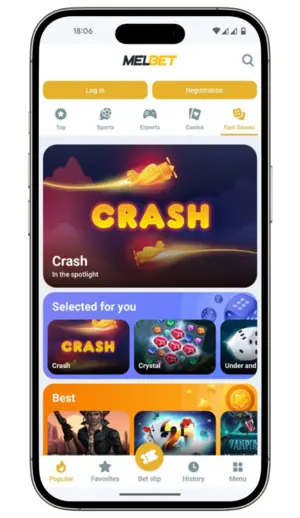 18:06
MELBET
Log in
Registration
Top
Sports
Esports
Casino
Fast Games
CRASH
Crash
In the spotlight
Selected for you
CRASH
Crash
Crystal
Under and
Best
VAMPIR
Popular
Favorites
Bet slip
History
Menu